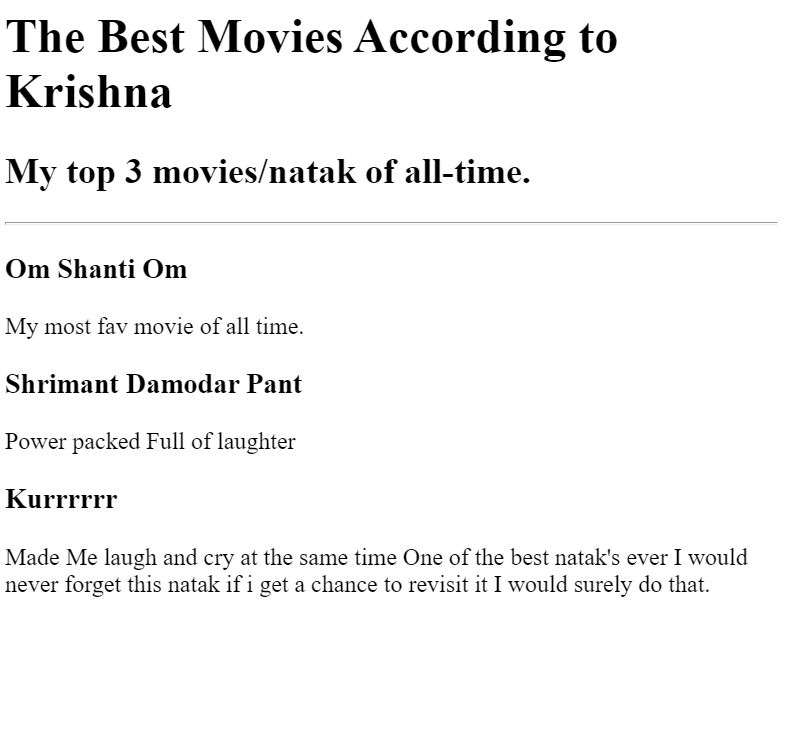 The Best Movies According to
Krishna
My top 3 movies/natak of all-time.
Om Shanti Om
My most fav movie of all time.
Shrimant Damodar Pant
Power packed Full of laughter
Kurrrrrr
Made Me laugh and cry at the same time One of the best natak's ever I would
never forget this natak if i get a chance to revisit it I would surely do that.